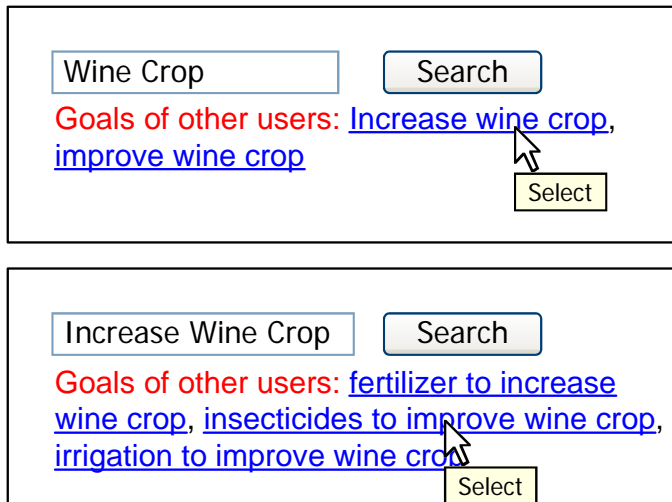 Wine Crop Search
Goals of other users: Increase wine crop,
improve wine crop
Select
Increase Wine Crop Search
Goals of other users: fertilizer to increase
wine crop, insecticides to improve wine crop,
irrigation to improve wine crop
Select